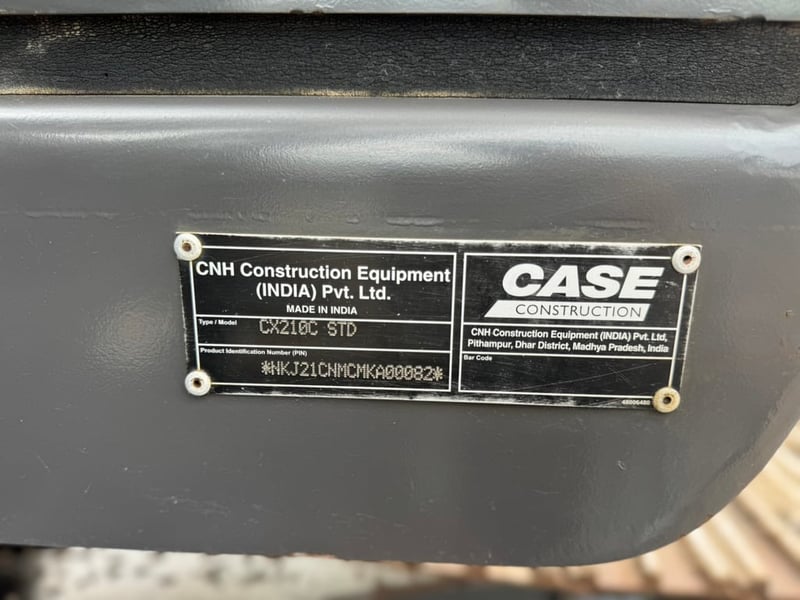 CNH Construction Equipment
(INDIA) Pvt. Ltd.
MADE IN INDIA
Type / Model
CX210C STD
Product Identification Number (PIN)
*NKJ21CNMCMKA00082*
CASE
CONSTRUCTION
CNH Construction Equipment (INDIA) Pvt. Ltd,
Pithampur, Dhar District, Madhya Pradesh, India
Bar Code
48006480